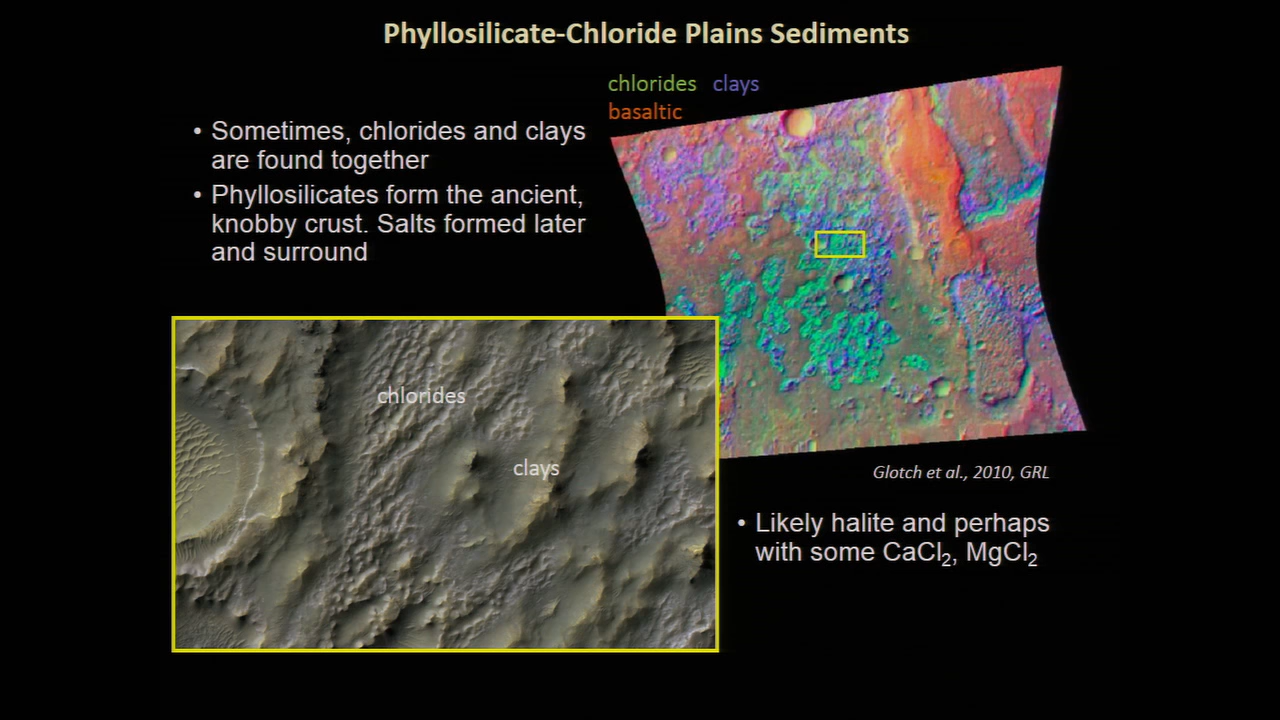 Phyllosilicate-Chloride Plains Sediments
chlorides clays
basaltic
• Sometimes, chlorides and clays
are found together
• Phyllosilicates form the ancient,
knobby crust. Salts formed later
and surround
chlorides
clays
Glotch et al., 2010, GRL
• Likely halite and perhaps
with some CaCl₂, MgCl₂